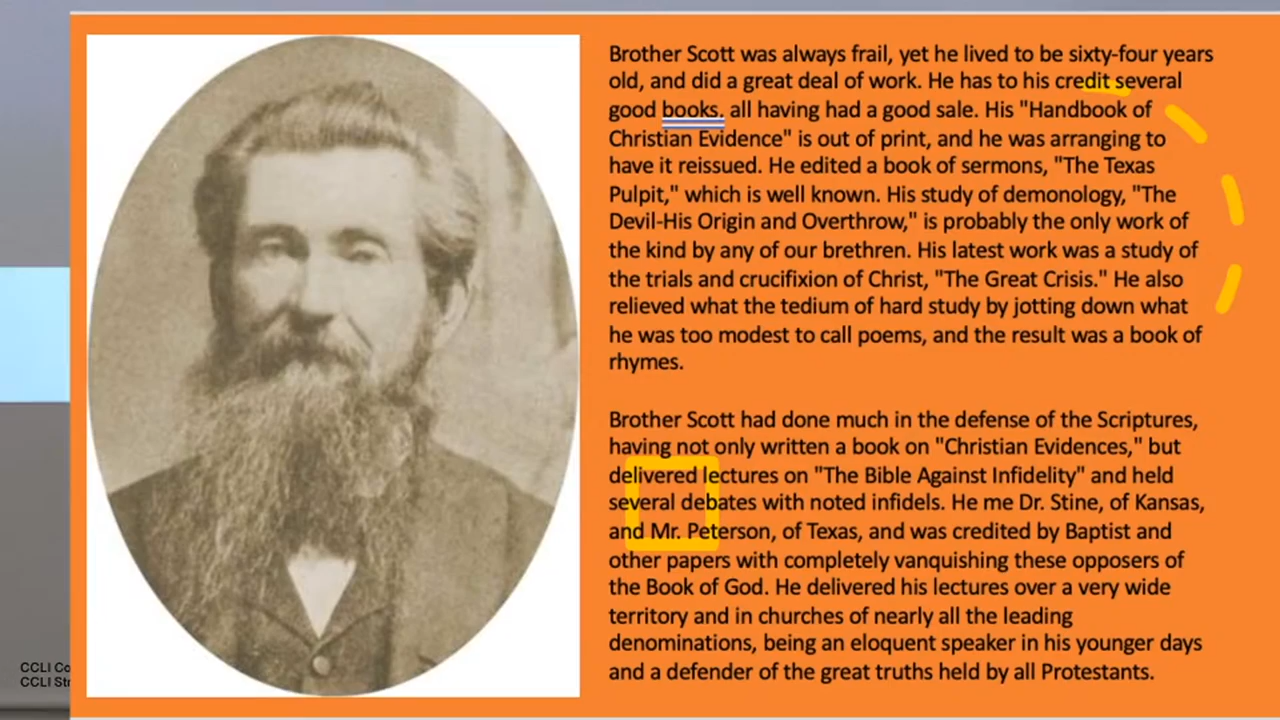 Brother Scott was always frail, yet he lived to be sixty-four years
old, and did a great deal of work. He has to his credit several
good books, all having had a good sale. His "Handbook of
Christian Evidence" is out of print, and he was arranging to
have it reissued. He edited a book of sermons, "The Texas
Pulpit," which is well known. His study of demonology, "The
Devil-His Origin and Overthrow," is probably the only work of
the kind by any of our brethren. His latest work was a study of
the trials and crucifixion of Christ, "The Great Crisis." He also
relieved what the tedium of hard study by jotting down what
he was too modest to call poems, and the result was a book of
rhymes.
Brother Scott had done much in the defense of the Scriptures,
having not only written a book on "Christian Evidences," but
delivered lectures on "The Bible Against Infidelity" and held
several debates with noted infidels. He me Dr. Stine, of Kansas,
and Mr. Peterson, of Texas, and was credited by Baptist and
other papers with completely vanquishing these opposers of
the Book of God. He delivered his lectures over a very wide
territory and in churches of nearly all the leading
denominations, being an eloquent speaker in his younger days
and a defender of the great truths held by all Protestants.
CCLI Co
CCLI Str